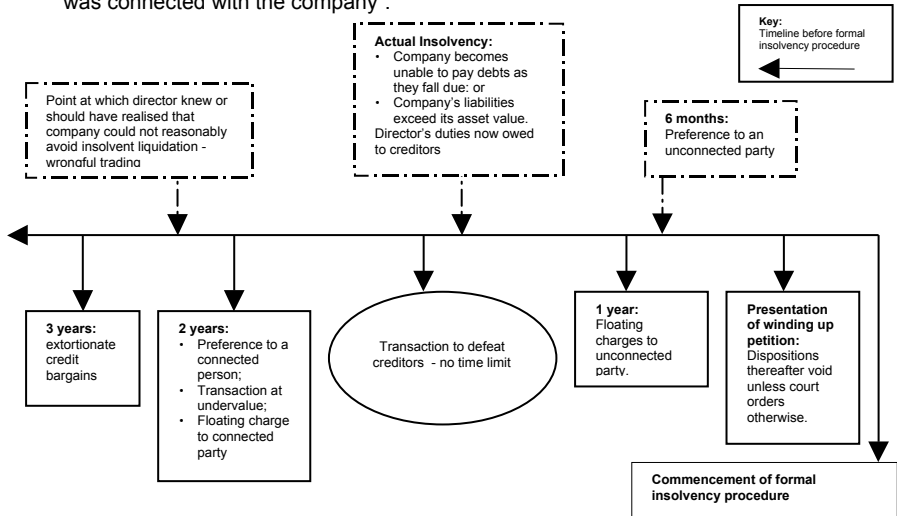 was connected with the company".
Key:
Timeline before formal
insolvency procedure
Actual Insolvency:
• Company becomes
unable to pay debts as
they fall due: or
• Company's liabilities
exceed its asset value.
Director's duties now owed
to creditors
Point at which director knew or
should have realised that
company could not reasonably
avoid insolvent liquidation -
wrongful trading
6 months:
Preference to an
unconnected party
3 years:
extortionate
credit
bargains
2 years:
• Preference to a
connected
person;
• Transaction at
undervalue;
• Floating charge
to connected
party
Transaction to defeat
creditors - no time limit
1 year:
Floating
charges to
unconnected
party.
Presentation
of winding up
petition:
Dispositions
thereafter void
unless court
orders
otherwise.
Commencement of formal
insolvency procedure